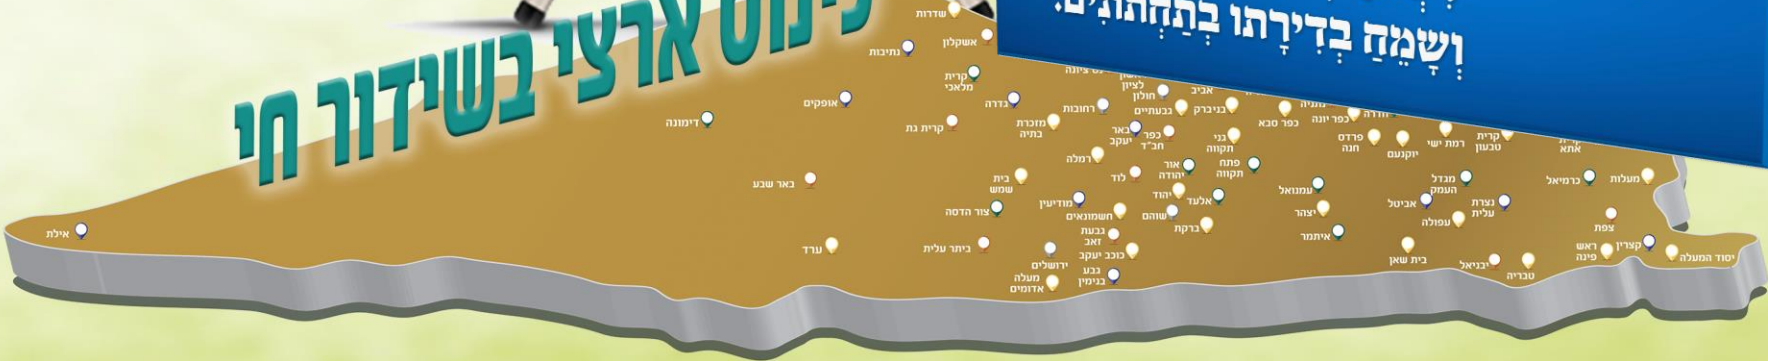 וְשָׂמֵחַ בְּדִירָתוֹ בְּתַחְתּוֹנִים.
ארצי בשידור חי
שדרות
אשקלון
נתיבות
קרית
מלאכי
אופקים
גדרה
דימונה
קרית גת
מזכרת
בתיה
רחובות
לציון
חולון
אביב
גבעתיים
בניברק
כפר סבא
כפר יונה
באר
יעקב
כפר
חב"ד
בני
תקווה
פרדס
חנה
יוקנעם
רמת ישי
קרית
טבעון
אתא
רמלה
לוד
אור
יהודה
פתח
תקווה
באר שבע
בית
שמש
צור הדסה
מודיעין
חשמונאים
יהוד
שוהם
אלעד
ברקת
עמנואל
יצהר
איתמר
מגדל
העמק
אביטל
עפולה
נצרת
עלית
כרמיאל
מעלות
צפת
אילת
ערד
ביתר עלית
ירושלים
גבעת
זאב
כוכב יעקב
גבע
בנימין
מעלה
אדומים
בית שאן
יבניאל
טבריה
ראש
פינה
קצרין
יסוד המעלה